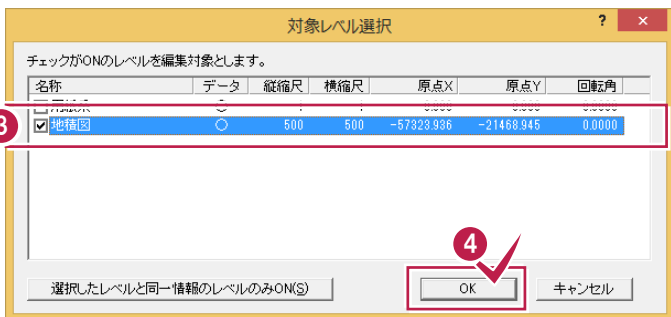 対象レベル選択 ? ×
チェックがONのレベルを編集対象とします。
名称 データ 縦縮尺 横縮尺 原点X 原点Y 回転角
3 地積図 ○ 500 500 -57323.936 -21468.945 0.0000
4
選択したレベルと同一情報のレベルのみON(S) OK キャンセル